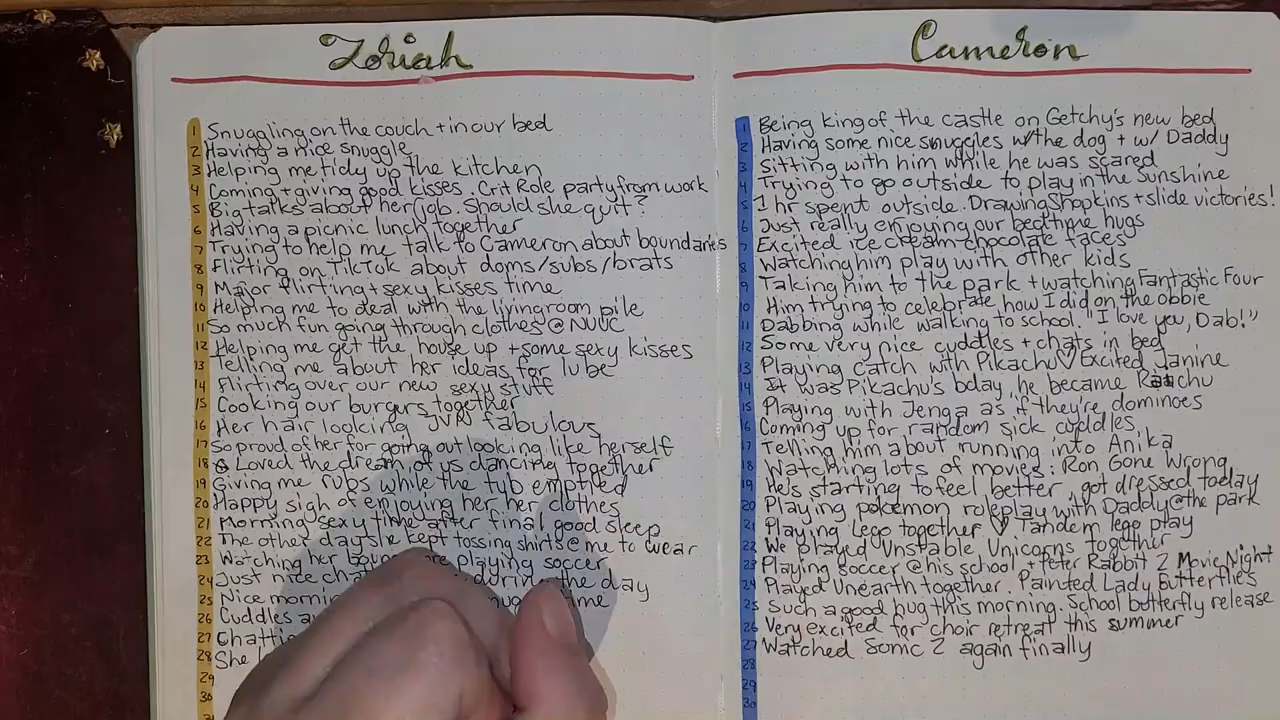 Zoriah
1 Snuggling on the couch + in our bed
2 Having a nice snuggle
3 Helping me tidy up the kitchen
4 Coming + giving good kisses. Crit Role party from work
5 Big talks about her job. Should she quit?
6 Having a picnic lunch together
7 Trying to help me talk to Cameron about boundaries
8 Flirting on TikTok about doms/subs/brats
9 Major flirting + sexy kisses time
10 Helping me to deal with the livingroom pile
11 So much fun going through clothes @ NUUC
12 Helping me get the house up + some sexy kisses
13 Telling me about her ideas for lube
14 Flirting over our new sexy stuff
15 Cooking our burgers together
16 Her hair looking fabulous
17 So proud of her for going out looking like herself
18 Loved the dream of us dancing together
19 Giving me rubs while the tub emptied
20 Happy sigh of enjoying her her clothes
21 Morning sexy time after final good sleep
22 The other day she kept tossing shirts @ me to wear
23 Watching her playing soccer
24 Just nice during the day
25 Nice time
26 Cuddles
27
28 She
29
30
31
Cameron
1 Being king of the castle on Getchy's new bed
2 Having some nice snuggles w/the dog + w/ Daddy
3 Sitting with him while he was scared
4 Trying to go outside to play in the sunshine
5 1 hr spent outside. Drawing Shopkins + slide victories!
6 Just really enjoying our bedtime hugs
7 Excited ice cream chocolate faces
8 Watching him play with other kids
9 Taking him to the park + watching Fantastic Four
10 Him trying to celebrate how I did on the obbie
11 Dabbing while walking to school. "I love you, Dab!"
12 Some very nice cuddles + chats in bed
13 Playing catch with Pikachu ♡ Excited Janine
14 It was Pikachu's bday, he became Raichu
15 Playing with Jenga as if they're dominoes
16 Coming up for random sick cuddles
17 Telling him about running into Anika
18 Watching lots of movies: Ron Gone Wrong
19 He's starting to feel better, got dressed today
20 Playing pokemon roleplay with Daddy @ the park
21 Playing Lego together ♡ Tandem lego play
22 We played Unstable Unicorns together
23 Playing soccer @ his school + Peter Rabbit 2 Movie Night
24 Played Unearth together. Painted Lady Butterflies
25 Such a good hug this morning. School butterfly release
26 Very excited for choir retreat this summer
27 Watched Sonic 2 again finally
28
29
30